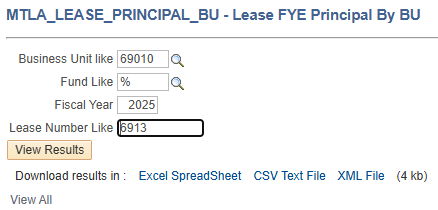 MTLA_LEASE_PRINCIPAL_BU - Lease FYE Principal By BU
Business Unit like 69010
Fund Like %
Fiscal Year 2025
Lease Number Like 6913
View Results
Download results in : Excel SpreadSheet CSV Text File XML File (4 kb)
View All